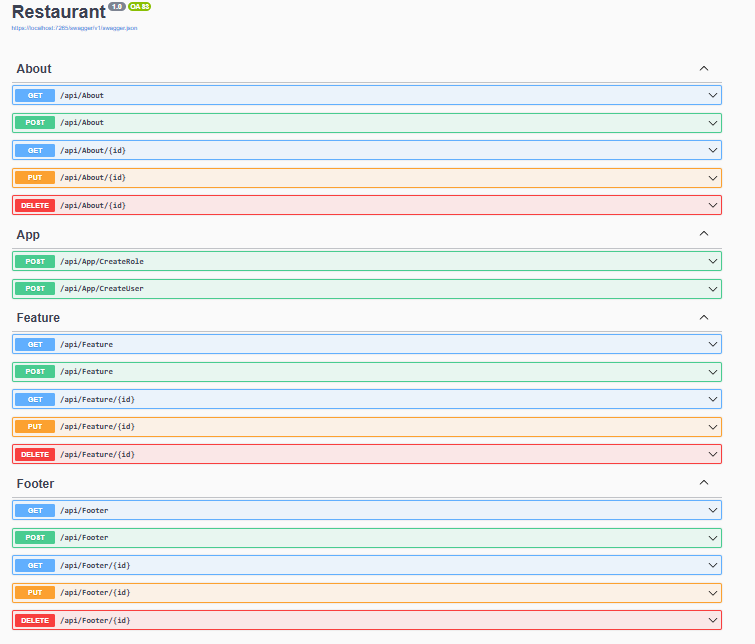 Restaurant 1.0 OAS3
https://localhost:7265/swagger/v1/swagger.json
About
GET /api/About
POST /api/About
GET /api/About/{id}
PUT /api/About/{id}
DELETE /api/About/{id}
App
POST /api/App/CreateRole
POST /api/App/CreateUser
Feature
GET /api/Feature
POST /api/Feature
GET /api/Feature/{id}
PUT /api/Feature/{id}
DELETE /api/Feature/{id}
Footer
GET /api/Footer
POST /api/Footer
GET /api/Footer/{id}
PUT /api/Footer/{id}
DELETE /api/Footer/{id}